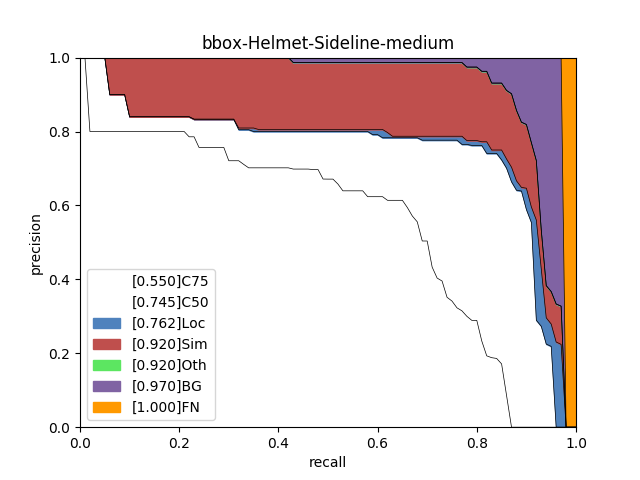 bbox-Helmet-Sideline-medium
precision
1.0
0.8
0.6
0.4
0.2
0.0
[0.550]C75
[0.745]C50
[0.762]Loc
[0.920]Sim
[0.920]Oth
[0.970]BG
[1.000]FN
0.0 0.2 0.4 0.6 0.8 1.0
recall